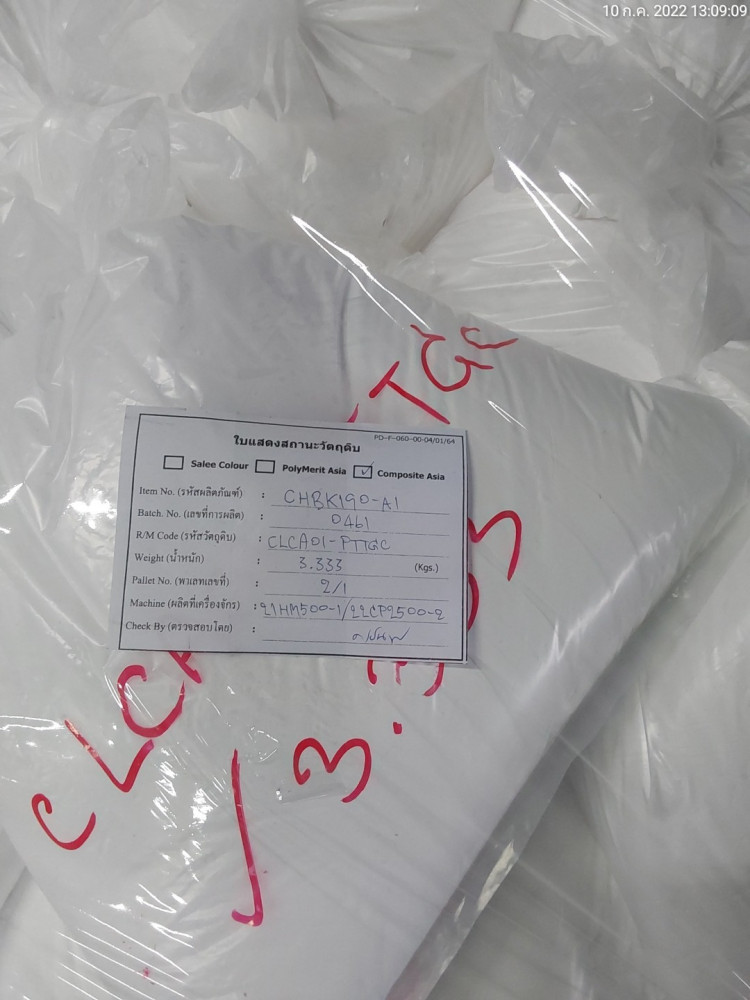 10 ก.ค. 2022 13:09:09
PD-F-060-00-04/01/64
ใบแสดงสถานะวัตถุดิบ
Salee Colour PolyMerit Asia ✓ Composite Asia
Item No. (รหัสผลิตภัณฑ์) : CHBK190-A1
Batch. No. (เลขที่การผลิต) : 0461
R/M Code (รหัสวัตถุดิบ) : CLCA01-PTTGC
Weight (น้ำหนัก) : 3.333 (Kgs.)
Pallet No. (พาเลทเลขที่) : 2/1
Machine (ผลิตที่เครื่องจักร) : 21HM500-1/22CP2500-2
Check By (ตรวจสอบโดย) :
TGC
CLCA
3.